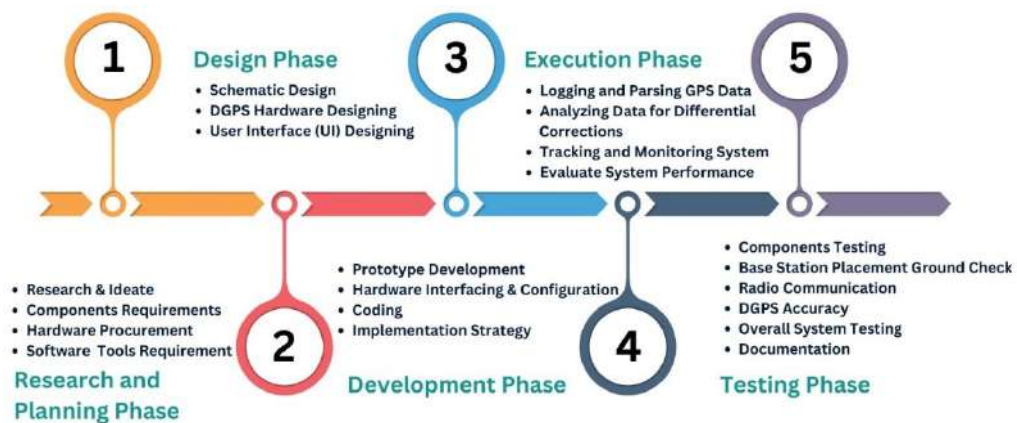 1
Research & Ideate
Components Requirements
Hardware Procurement
Software Tools Requirement
Research and
Planning Phase
2
Design Phase
Schematic Design
DGPS Hardware Designing
User Interface (UI) Designing
3
Prototype Development
Hardware Interfacing & Configuration
Coding
Implementation Strategy
Development Phase
4
Execution Phase
Logging and Parsing GPS Data
Analyzing Data for Differential
Corrections
Tracking and Monitoring System
Evaluate System Performance
5
Components Testing
Base Station Placement Ground Check
Radio Communication
DGPS Accuracy
Overall System Testing
Documentation
Testing Phase